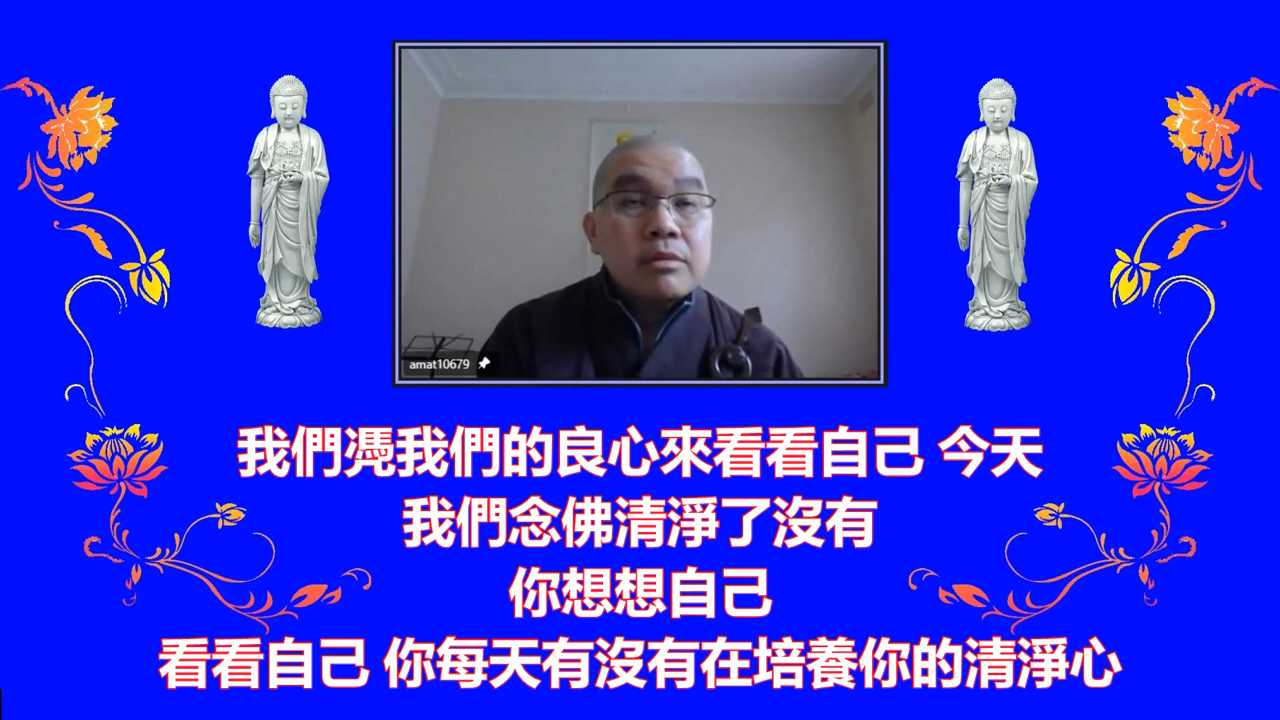 amat10679
我們憑我們的良心來看看自己 今天
我們念佛清淨了沒有
你想想自己
看看自己 你每天有沒有在培養你的清淨心